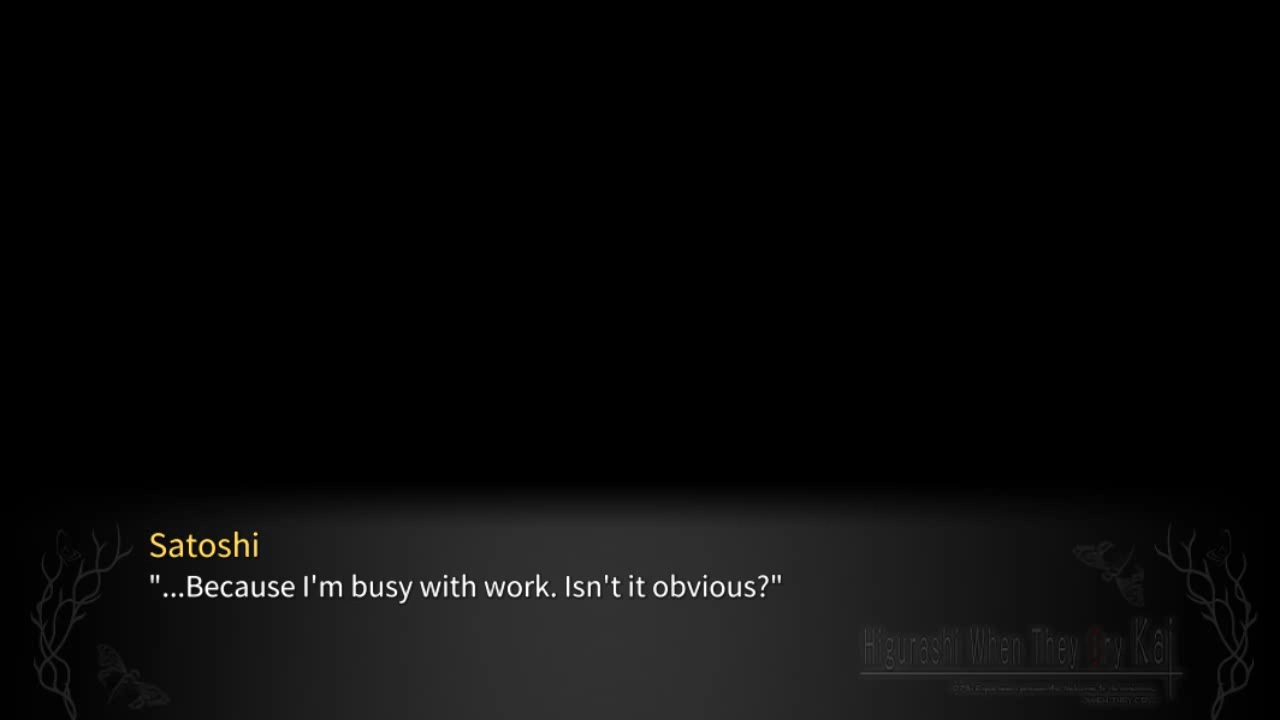 Satoshi
"...Because I'm busy with work. Isn't it obvious?"
Higurashi When They Cry Kai